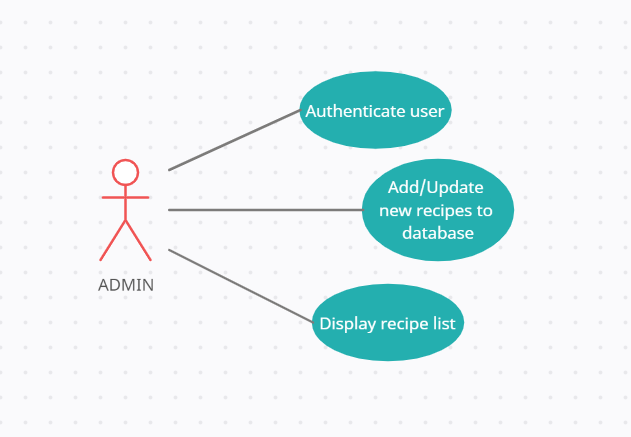 Authenticate user
Add/Update
new recipes to
database
ADMIN
Display recipe list